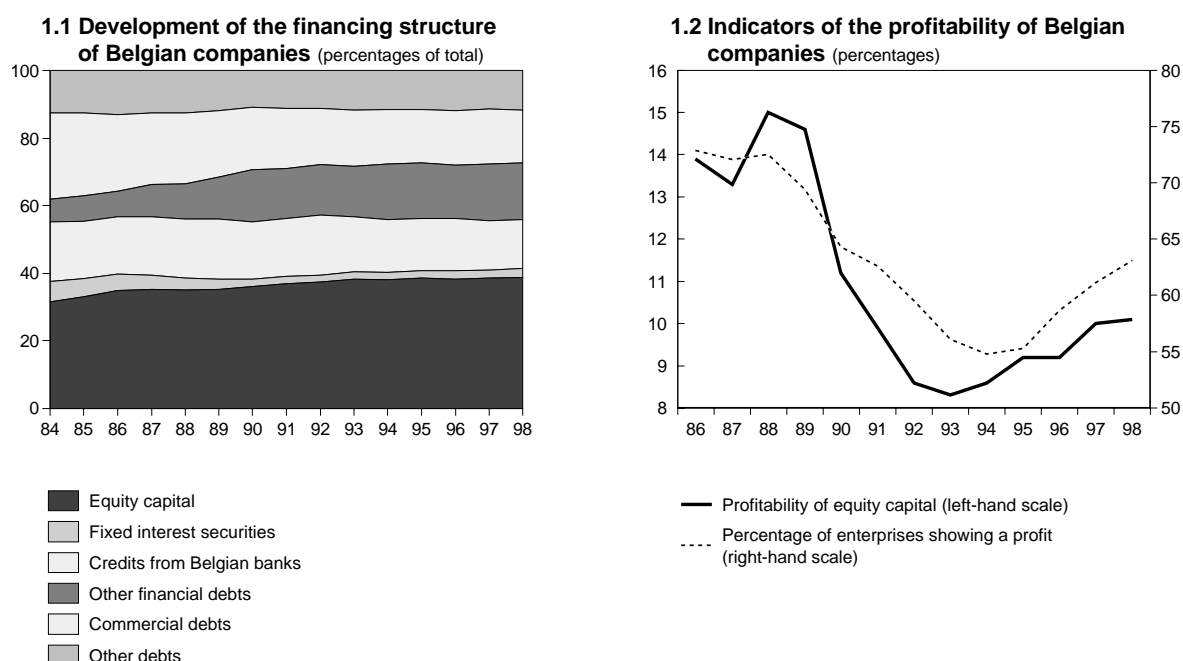 1.1 Development of the financing structure
of Belgian companies (percentages of total)
100
80
60
40
20
0
84 85 86 87 88 89 90 91 92 93 94 95 96 97 98
Equity capital
Fixed interest securities
Credits from Belgian banks
Other financial debts
Commercial debts
Other debts
1.2 Indicators of the profitability of Belgian
companies (percentages)
16
15
14
13
12
11
10
9
8
80
75
70
65
60
55
50
86 87 88 89 90 91 92 93 94 95 96 97 98
Profitability of equity capital (left-hand scale)
Percentage of enterprises showing a profit
(right-hand scale)